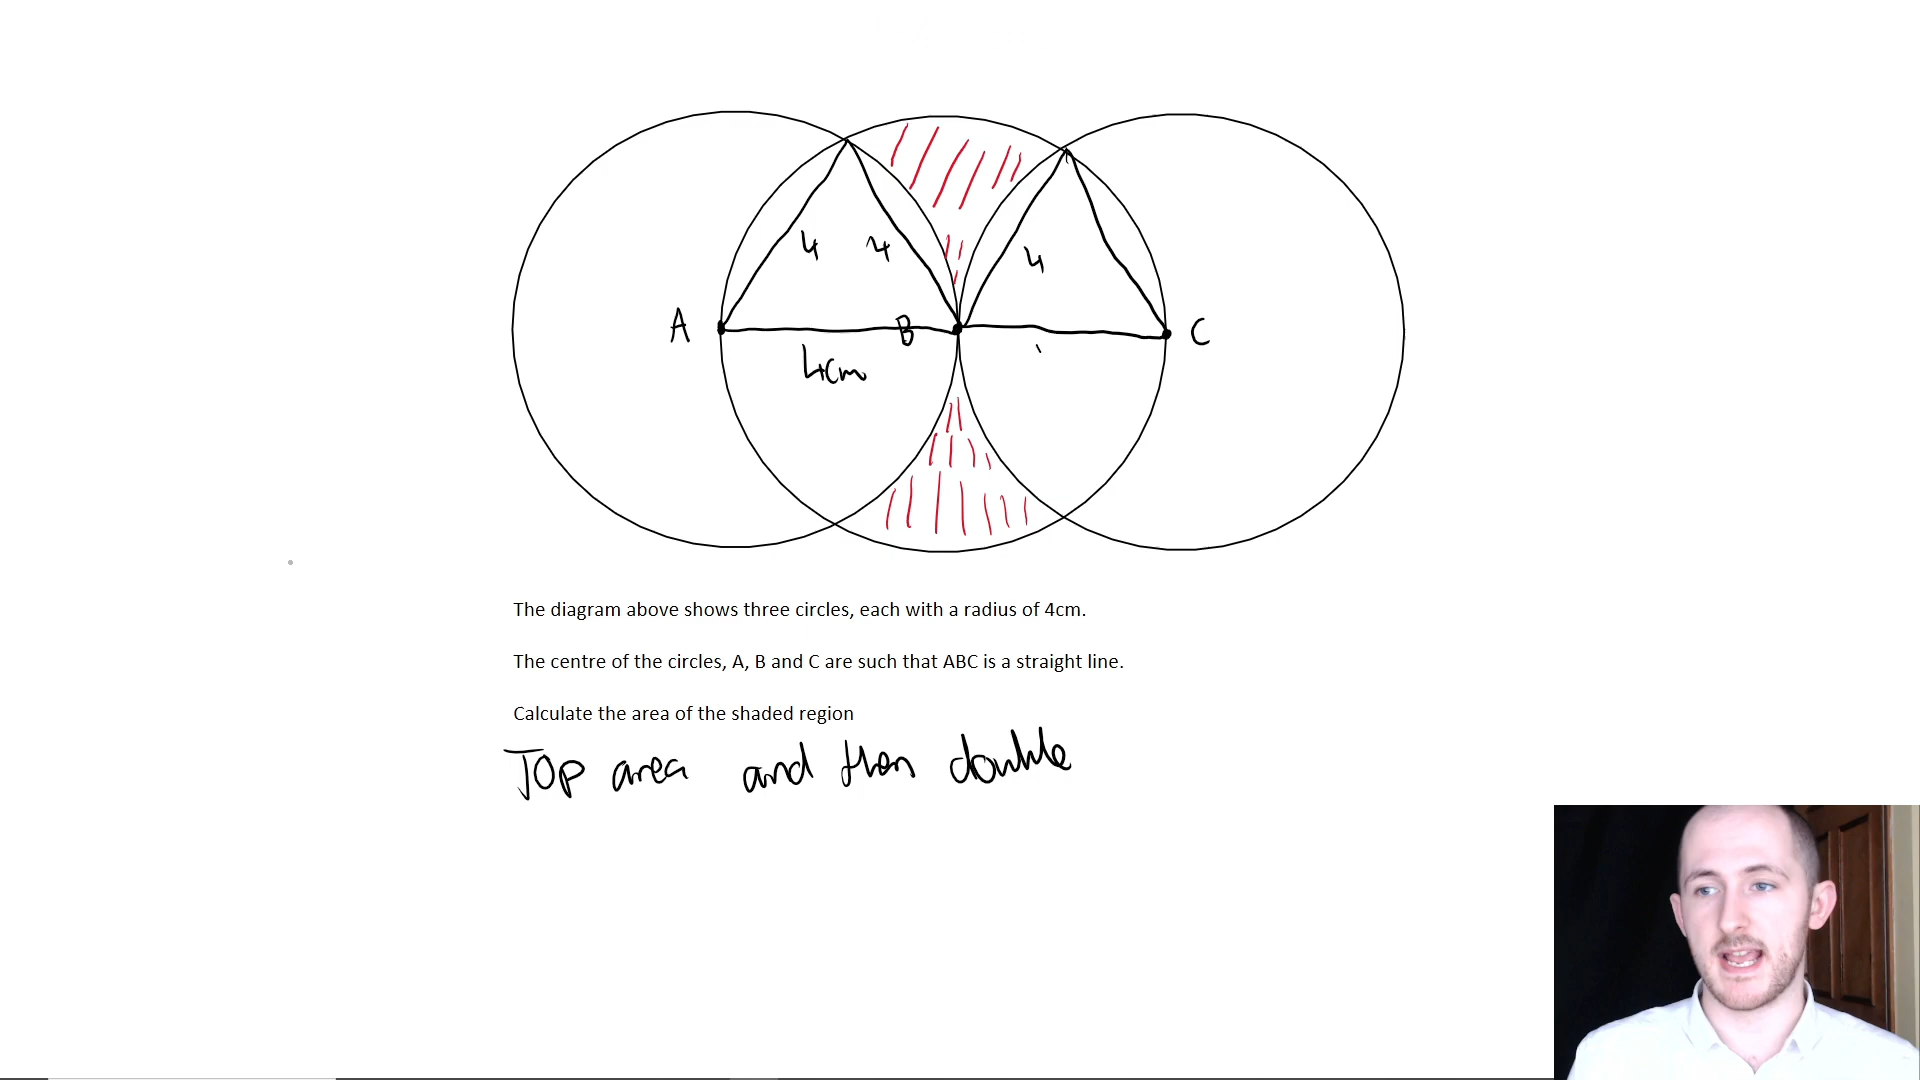 4 4 4
A B C
4cm
The diagram above shows three circles, each with a radius of 4cm.
The centre of the circles, A, B and C are such that ABC is a straight line.
Calculate the area of the shaded region
Top area and then double